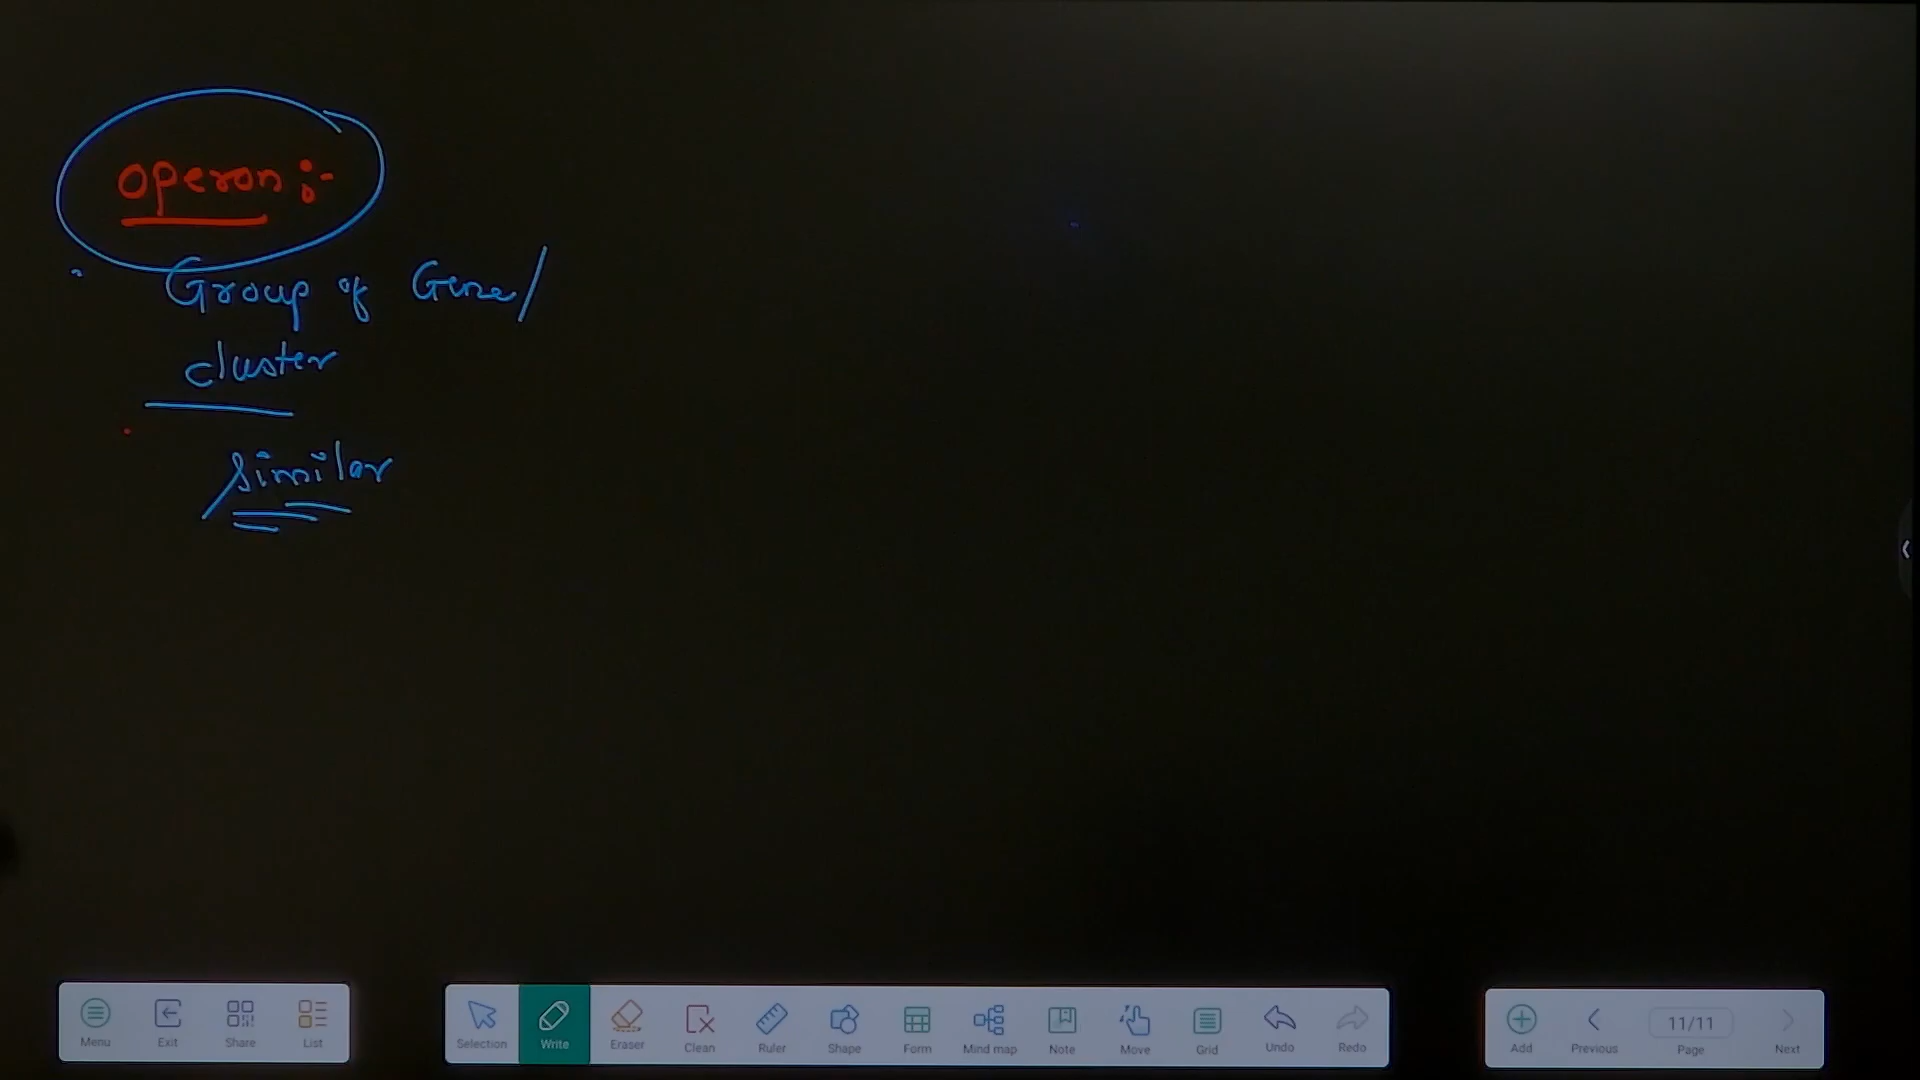 operon :-
Group of Gene/
cluster
similar
Menu Exit Share List
Selection Write Eraser Clean Ruler Shape Form Mind map Note Move Grid Undo Redo
Add Previous 11/11 Page Next